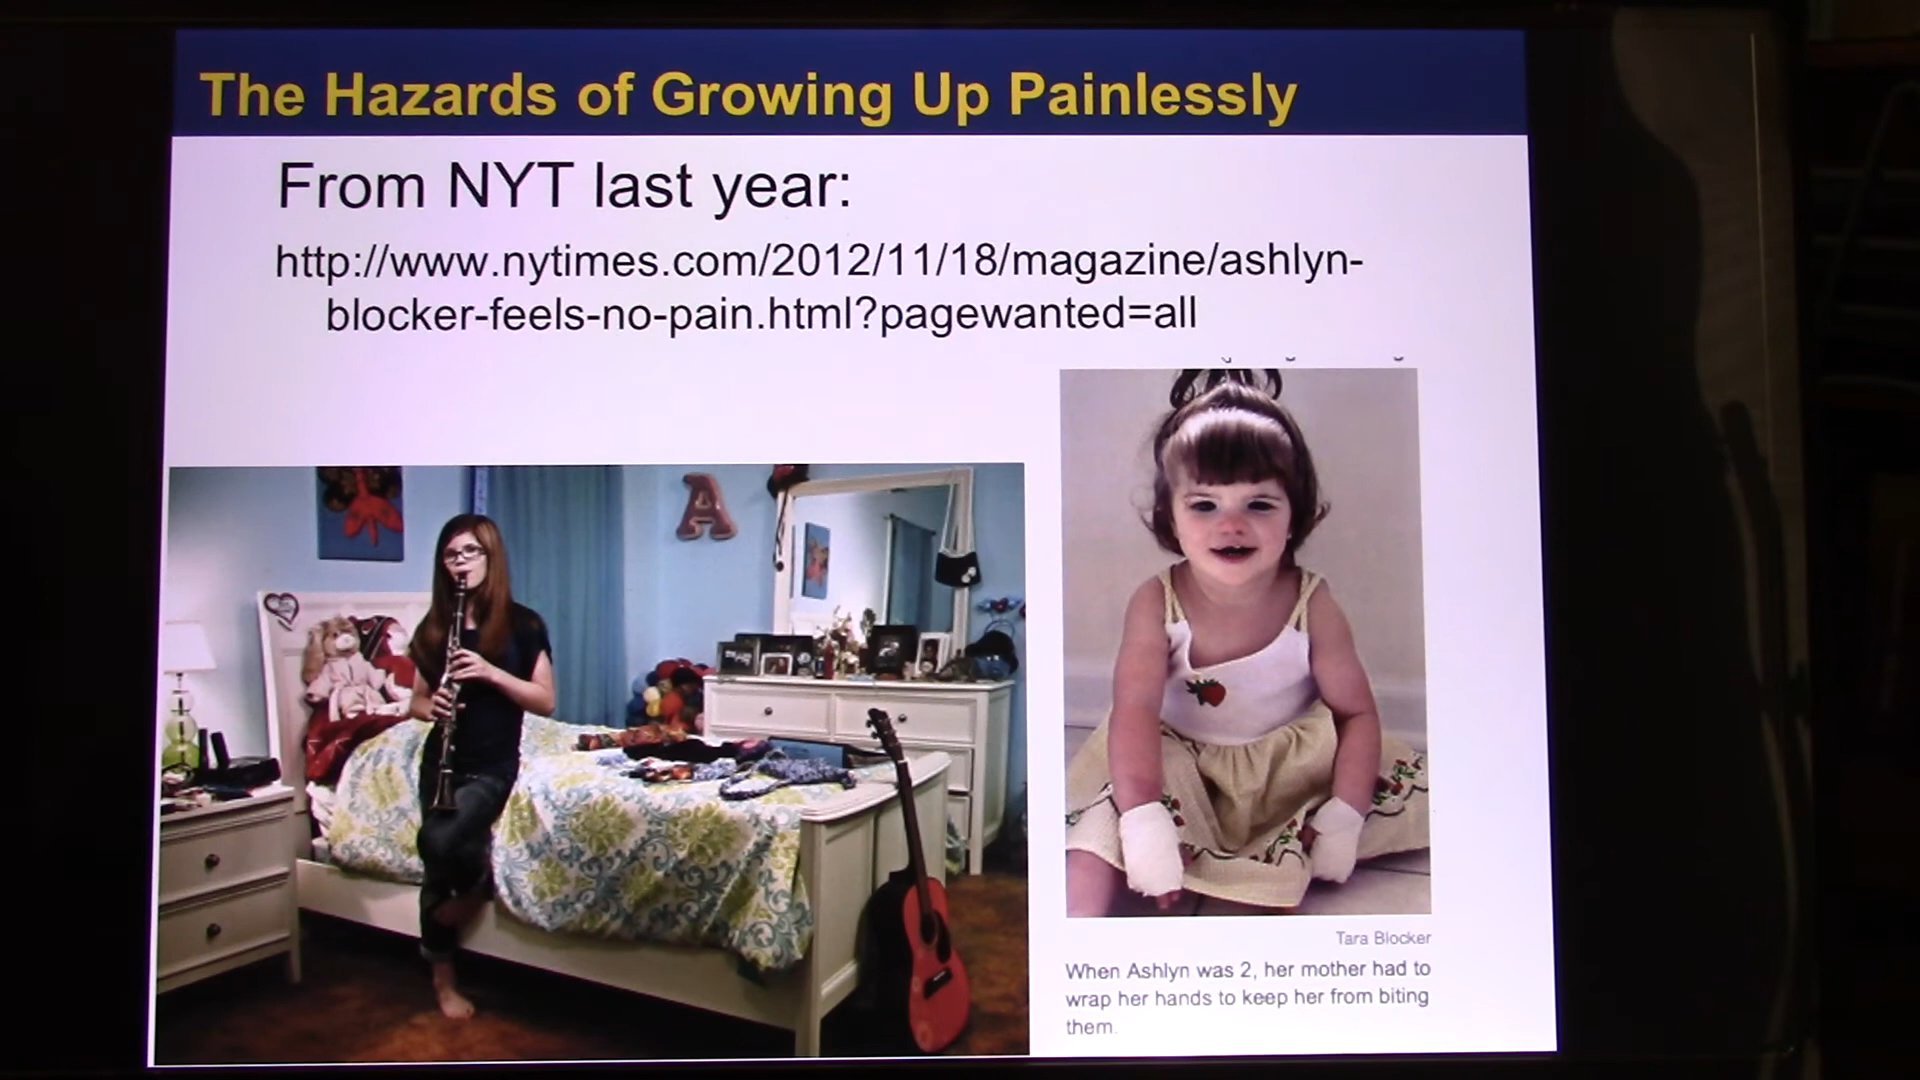 The Hazards of Growing Up Painlessly
From NYT last year:
http://www.nytimes.com/2012/11/18/magazine/ashlyn-
blocker-feels-no-pain.html?pagewanted=all
A
Tara Blocker
When Ashlyn was 2, her mother had to
wrap her hands to keep her from biting
them.